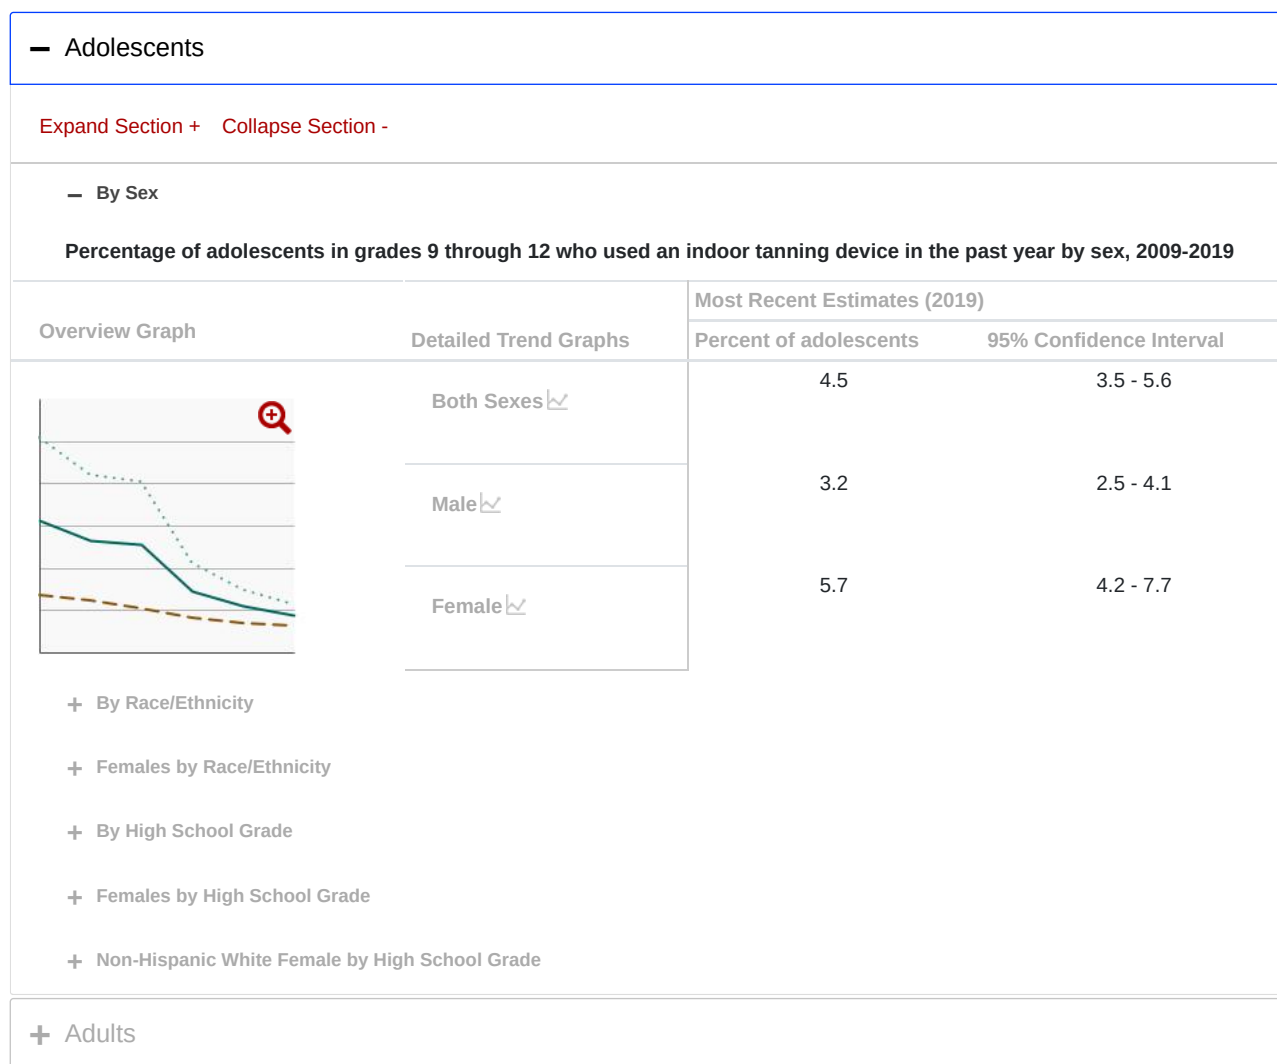 − Adolescents
Expand Section + Collapse Section -
− By Sex
Percentage of adolescents in grades 9 through 12 who used an indoor tanning device in the past year by sex, 2009-2019
Overview Graph
Detailed Trend Graphs
Most Recent Estimates (2019)
Percent of adolescents 95% Confidence Interval
Both Sexes 4.5 3.5 - 5.6
Male 3.2 2.5 - 4.1
Female 5.7 4.2 - 7.7
+ By Race/Ethnicity
+ Females by Race/Ethnicity
+ By High School Grade
+ Females by High School Grade
+ Non-Hispanic White Female by High School Grade
+ Adults